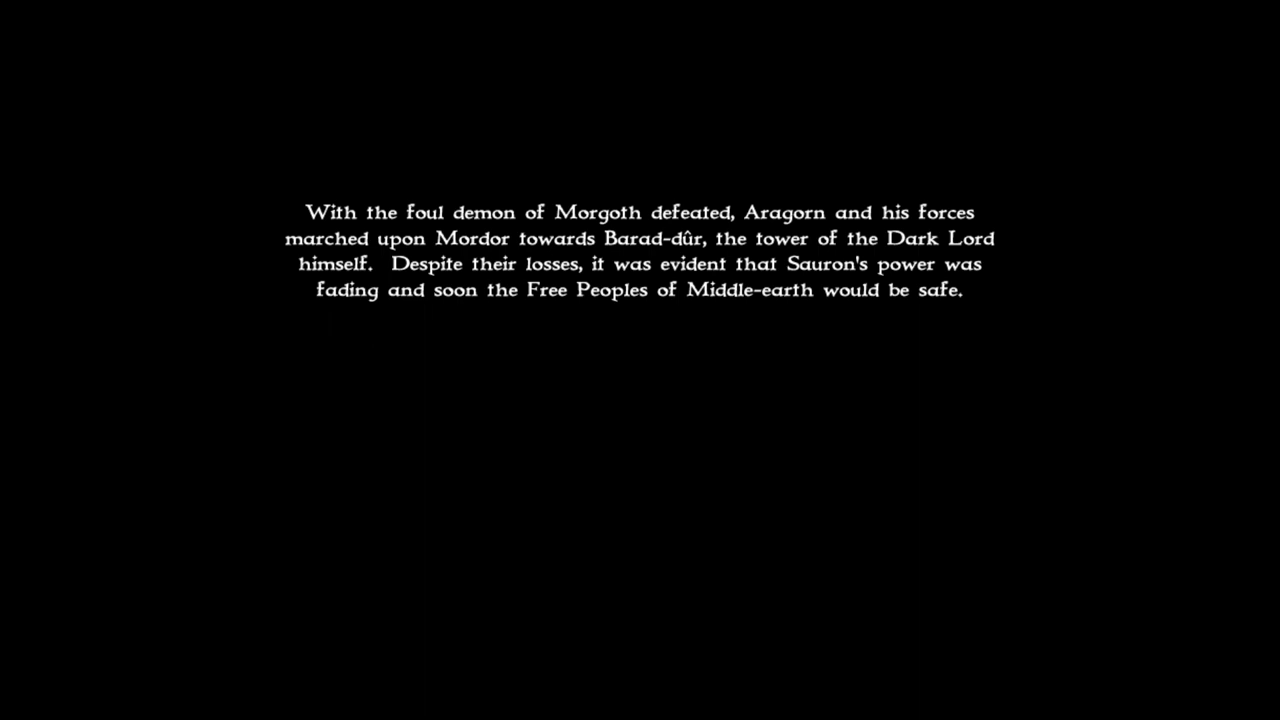 With the foul demon of Morgoth defeated, Aragorn and his forces
marched upon Mordor towards Barad-dûr, the tower of the Dark Lord
himself.  Despite their losses, it was evident that Sauron's power was
fading and soon the Free Peoples of Middle-earth would be safe.